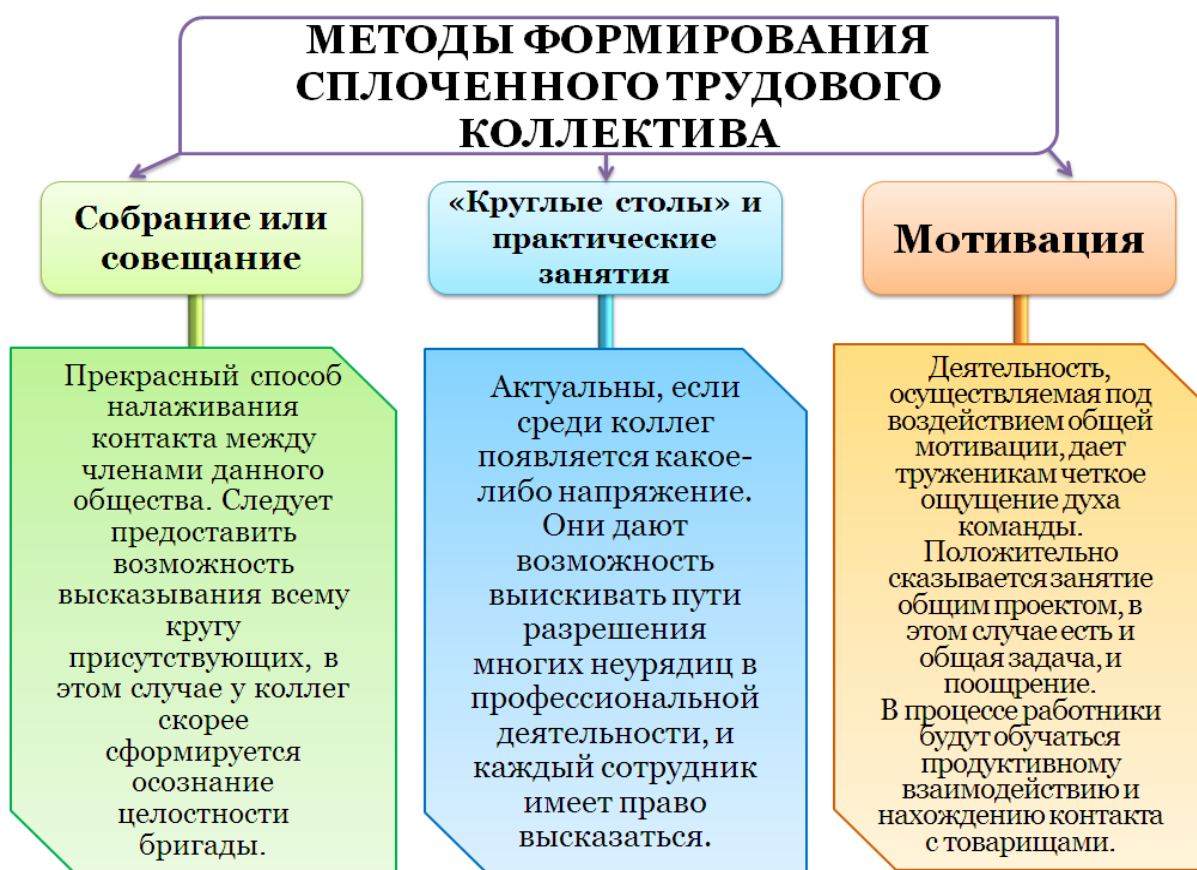 МЕТОДЫ ФОРМИРОВАНИЯ
СПЛОЧЕННОГО ТРУДОВОГО
КОЛЛЕКТИВА
Собрание или
совещание
«Круглые столы» и
практические
занятия
Мотивация
Прекрасный способ
налаживания
контакта между
членами данного
общества. Следует
предоставить
возможность
высказывания всему
кругу
присутствующих, в
этом случае у коллег
скорее
сформируется
осознание
целостности
бригады.
Актуальны, если
среди коллег
появляется какое-
либо напряжение.
Они дают
возможность
выискивать пути
разрешения
многих неурядиц в
профессиональной
деятельности, и
каждый сотрудник
имеет право
высказаться.
Деятельность,
осуществляемая под
воздействием общей
мотивации, дает
труженикам четкое
ощущение духа
команды.
Положительно
сказывается занятие
общим проектом, в
этом случае есть и
общая задача, и
поощрение.
В процессе работники
будут обучаться
продуктивному
взаимодействию и
нахождению контакта
с товарищами.